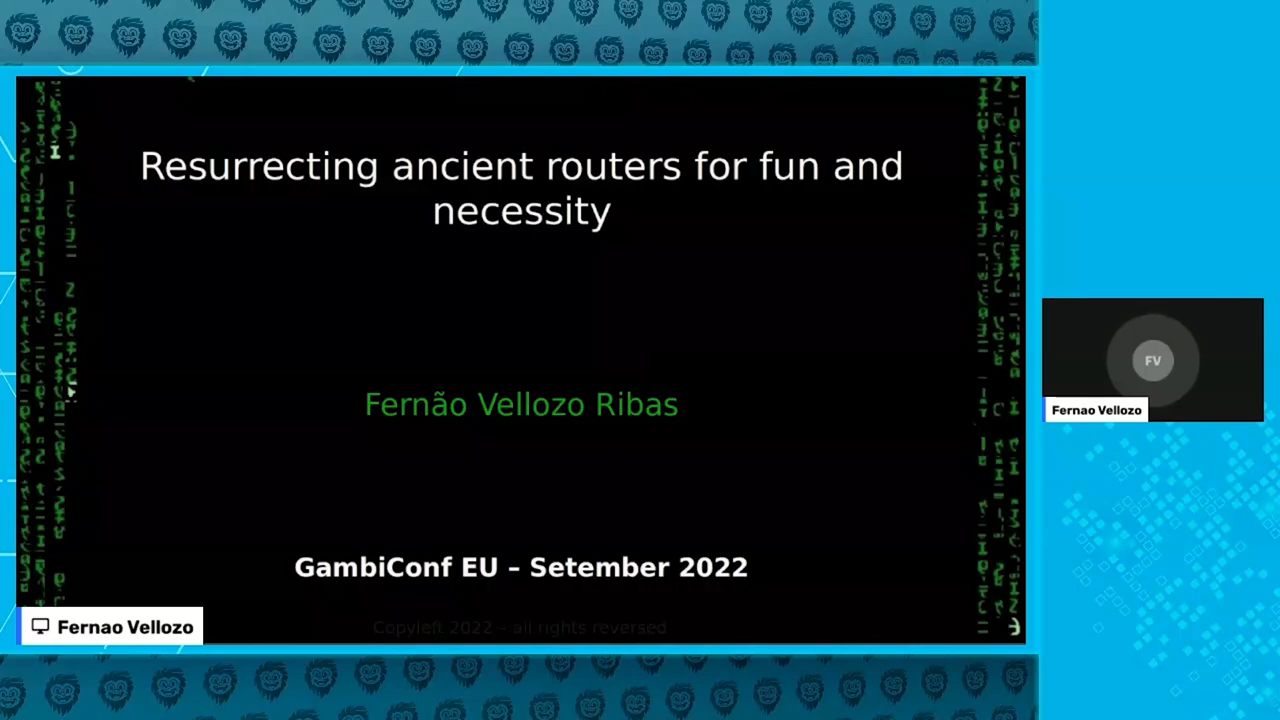 Resurrecting ancient routers for fun and
necessity
Fernão Vellozo Ribas
GambiConf EU – Setember 2022
Copyleft 2022 – all rights reversed
Fernao Vellozo
FV
Fernao Vellozo